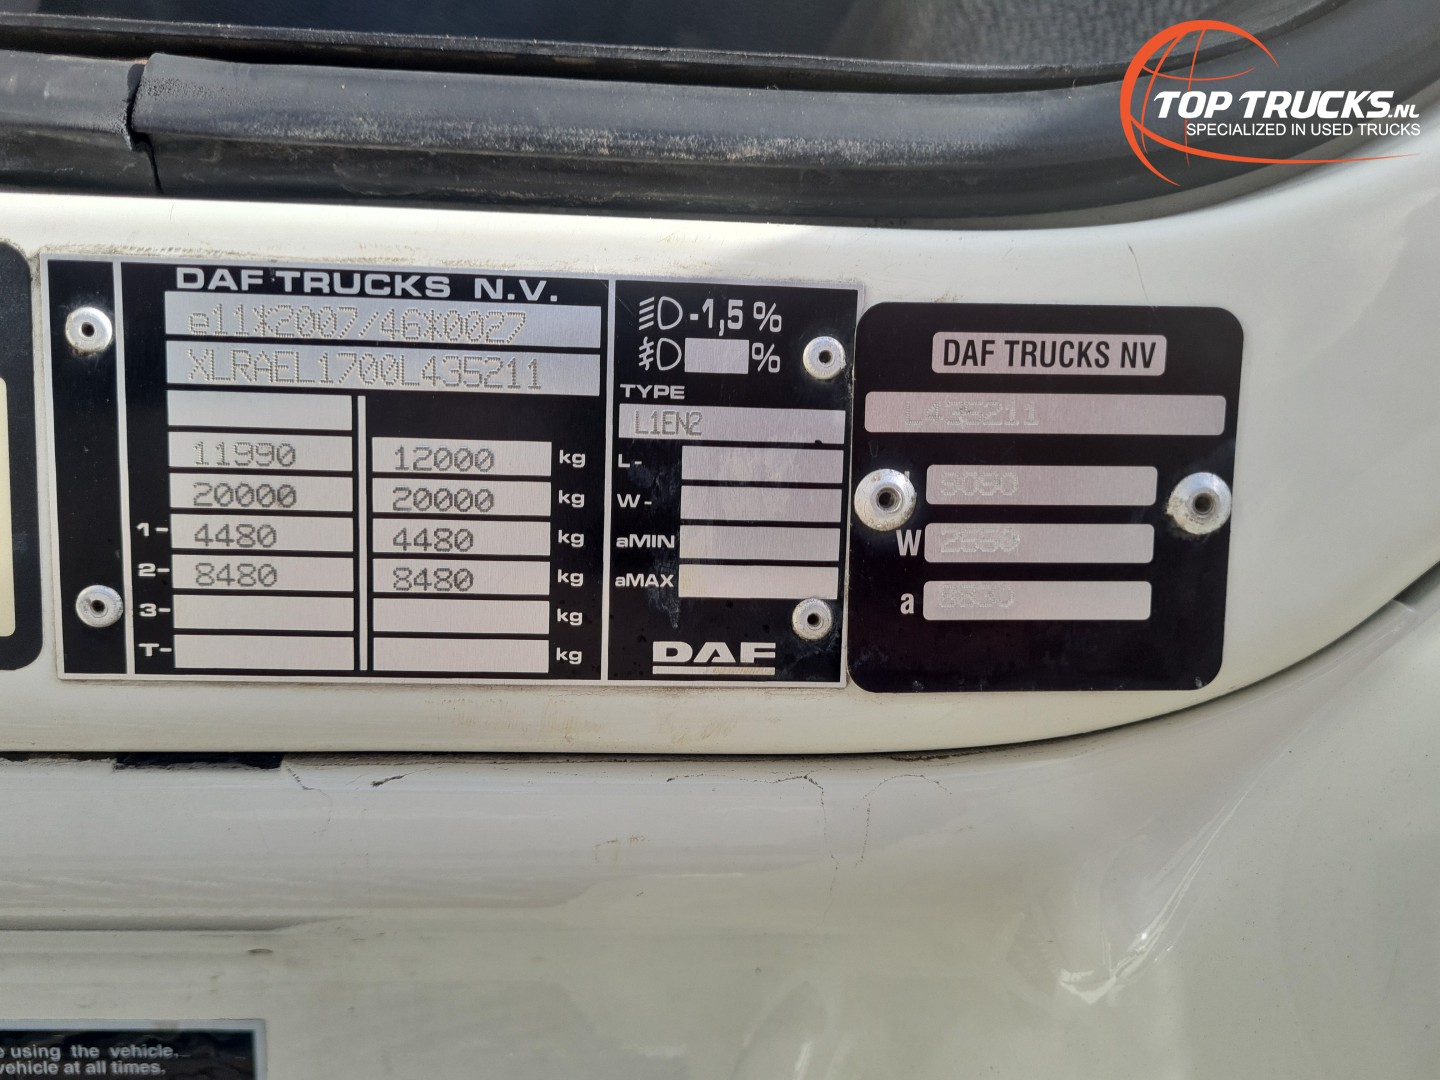 TOP TRUCKS.NL
SPECIALIZED IN USED TRUCKS
DAF TRUCKS N.V.
e11*2007/46*0027
XLRAEL1700L435211
11990 12000 kg
20000 20000 kg
1- 4480 4480 kg
2- 8480 8480 kg
3- kg
T- kg
-1,5 %
%
TYPE
L1EN2
L-
W-
aMIN
aMAX
DAF
DAF TRUCKS NV
L435211
9090
W 2550
a
using the vehicle.
vehicle at all times.